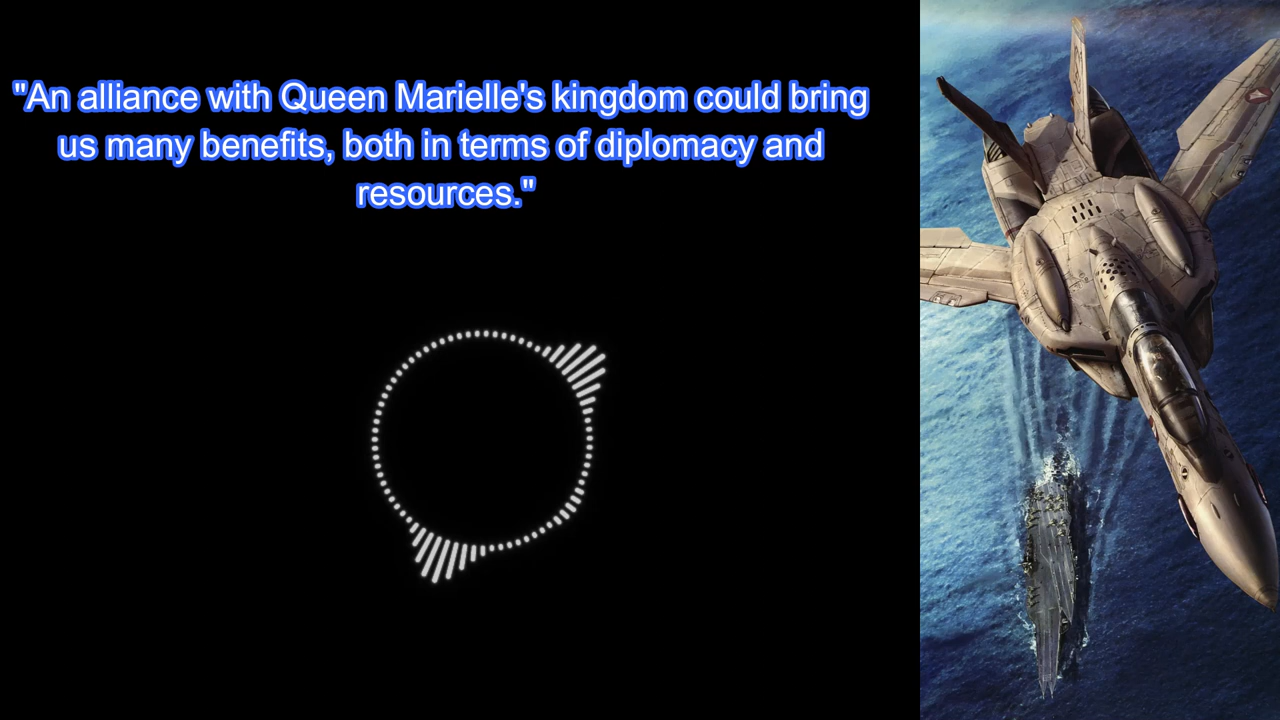 "An alliance with Queen Marielle's kingdom could bring
us many benefits, both in terms of diplomacy and
resources."